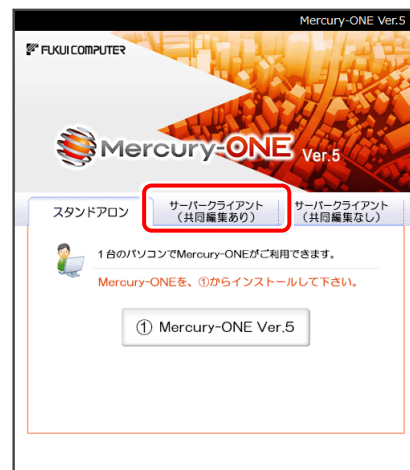 Mercury-ONE Ver.5
FUKUI COMPUTER
Mercury-ONE Ver.5
スタンドアロン
サーバークライアント
（共同編集あり）
サーバークライアント
（共同編集なし）
1台のパソコンでMercury-ONEがご利用できます。
Mercury-ONEを、①からインストールして下さい。
① Mercury-ONE Ver.5